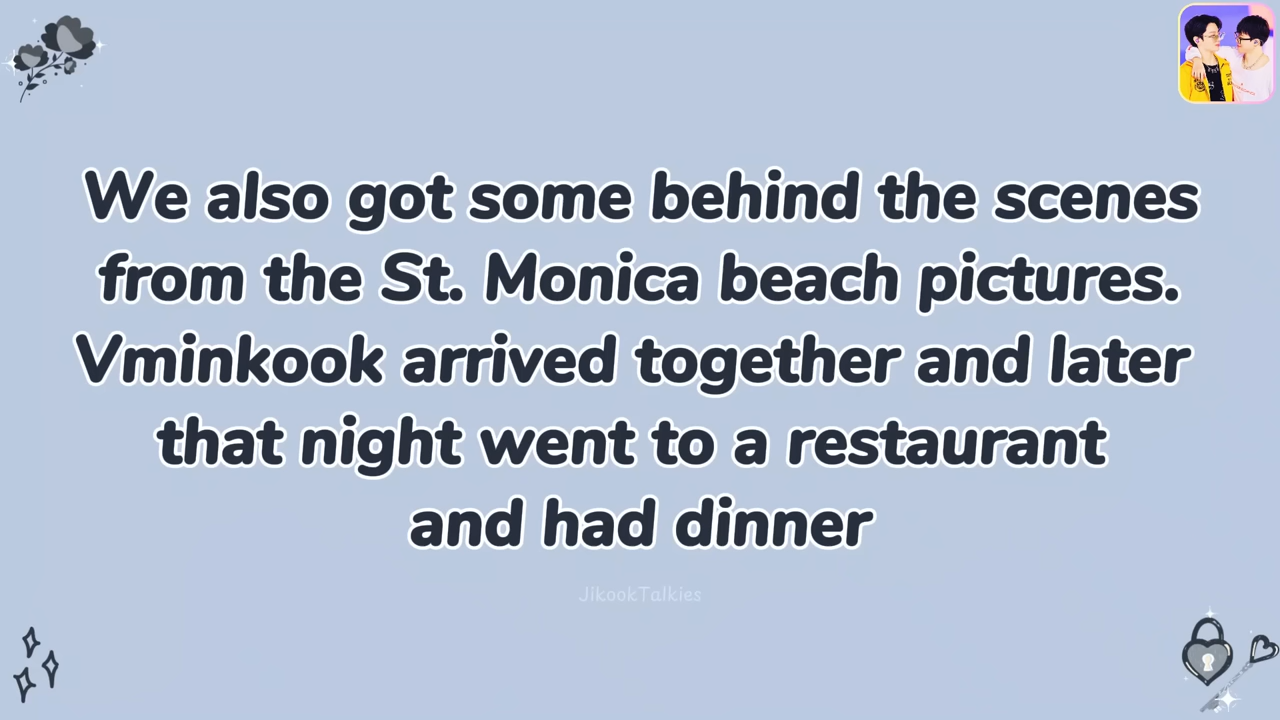 We also got some behind the scenes
from the St. Monica beach pictures.
Vminkook arrived together and later
that night went to a restaurant
and had dinner
JikookTalkies